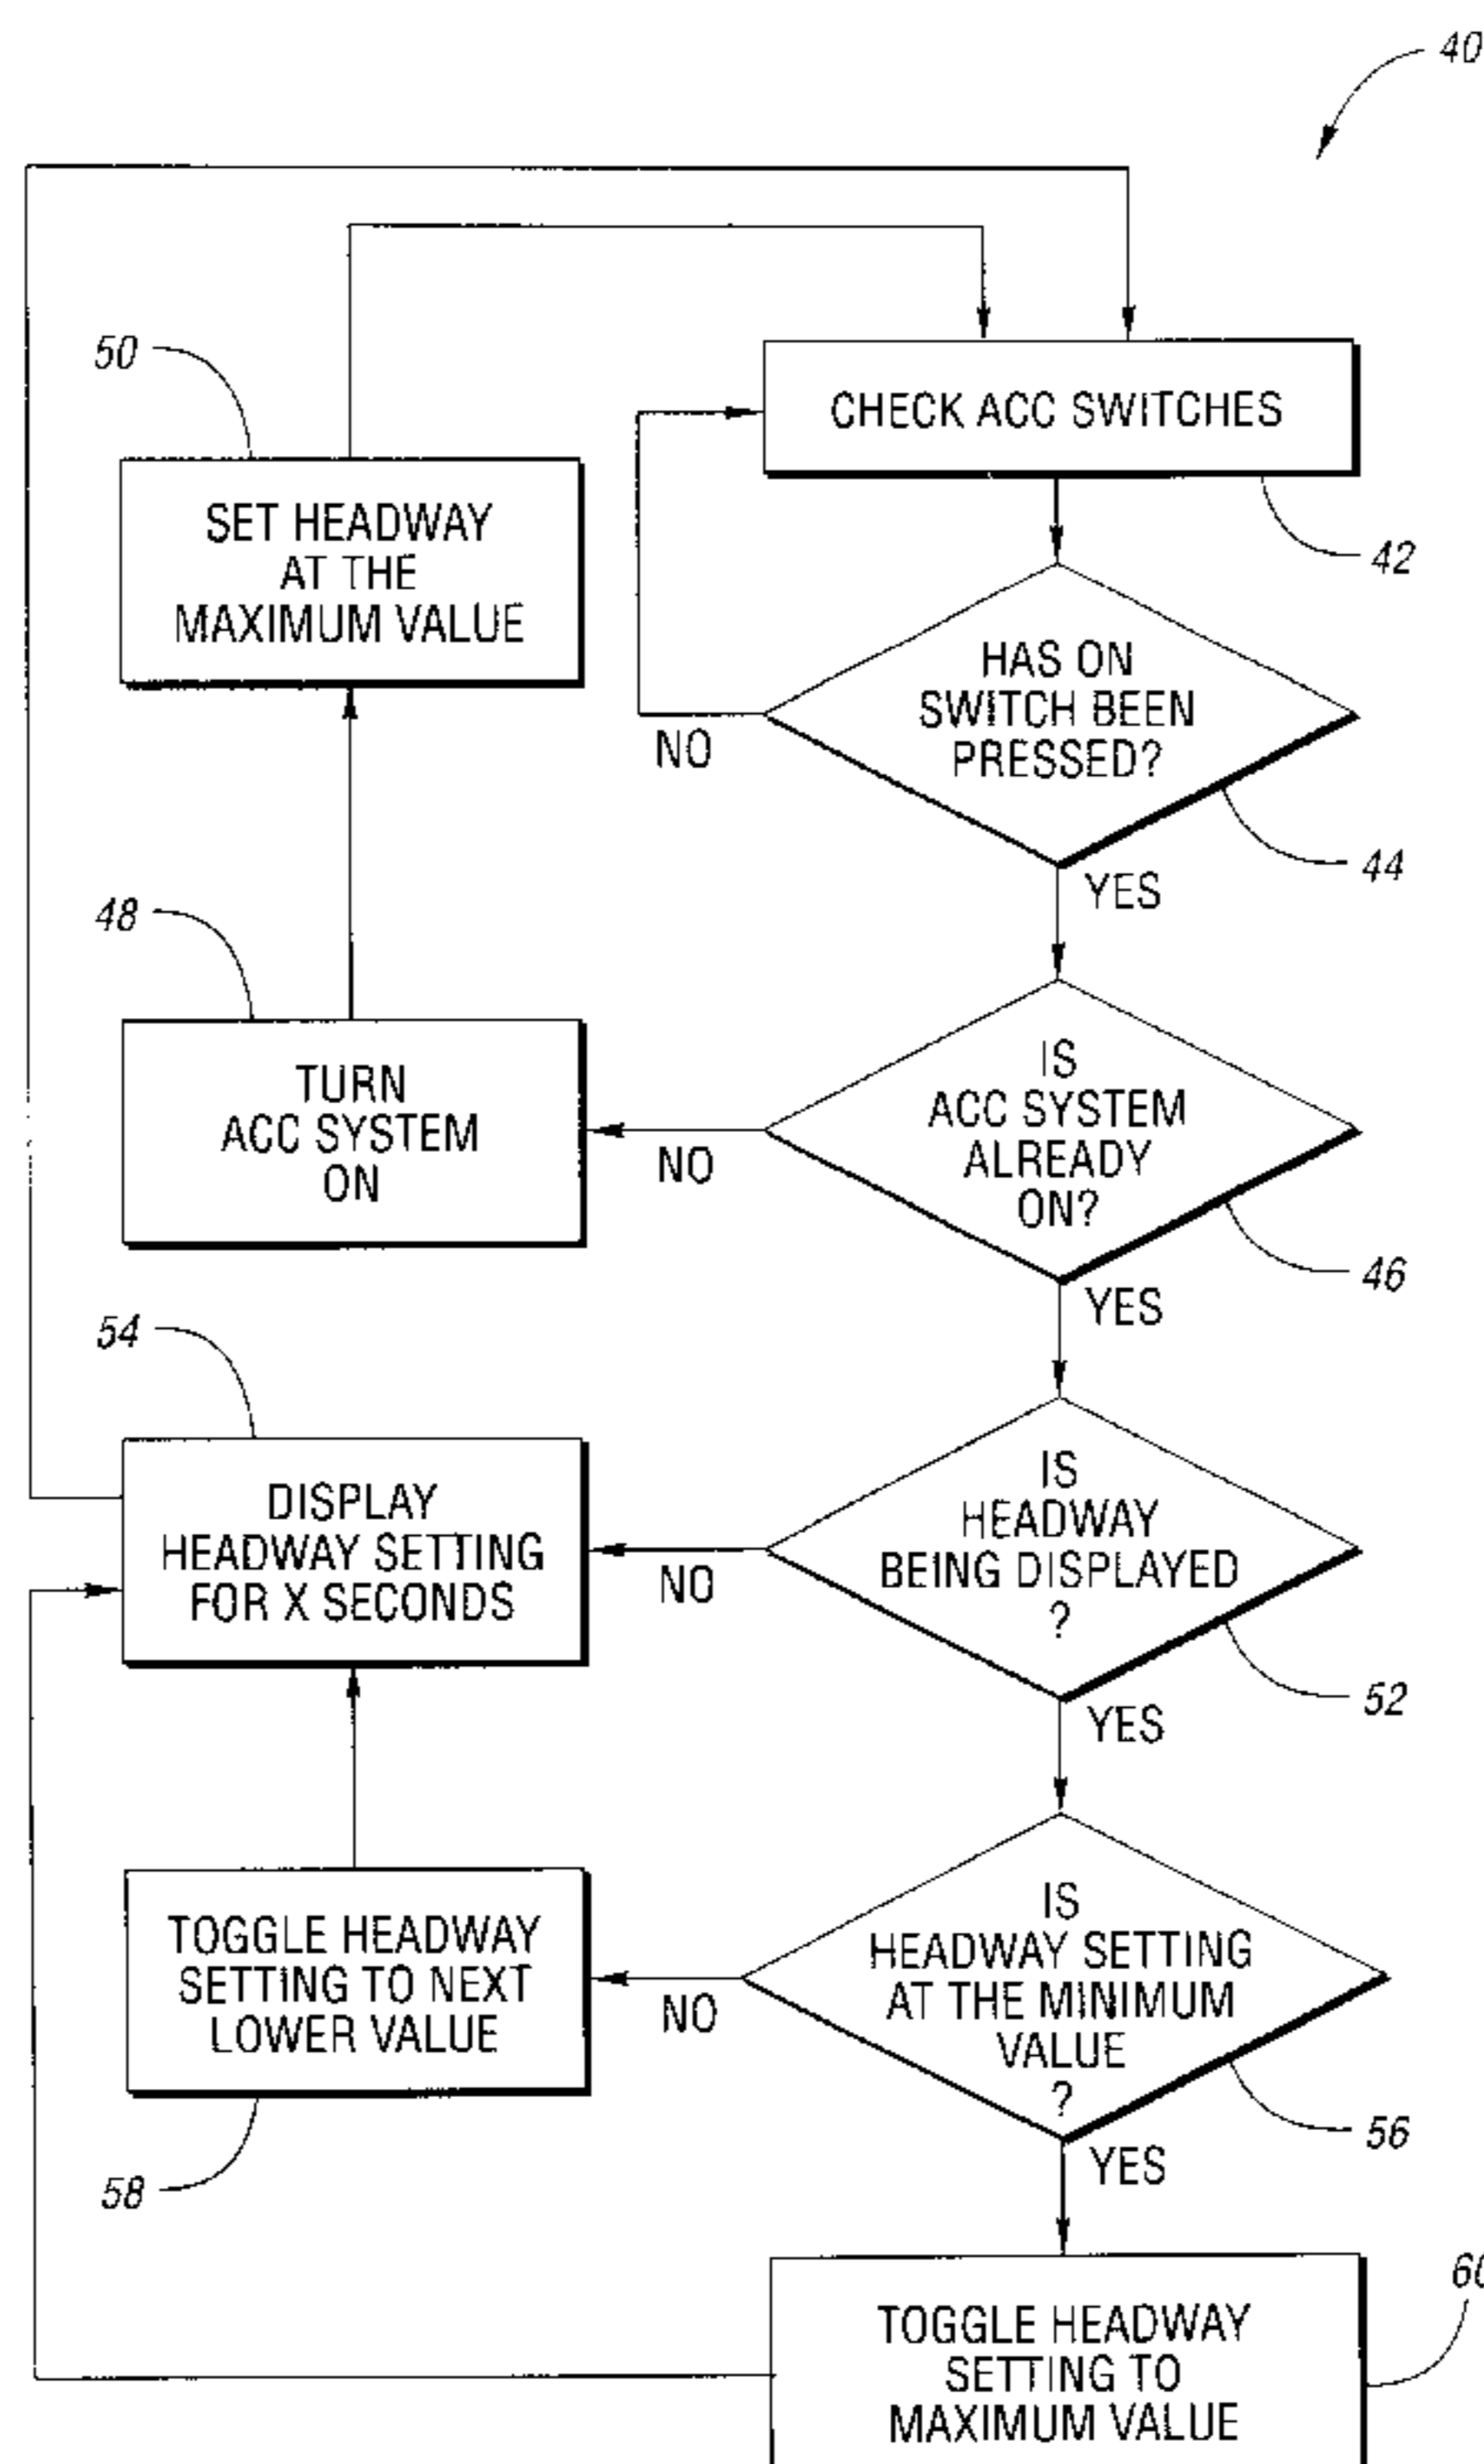 40
50
CHECK ACC SWITCHES
SET HEADWAY
AT THE
MAXIMUM VALUE
42
HAS ON
SWITCH BEEN
PRESSED?
NO
44
YES
48
TURN
ACC SYSTEM
ON
IS
ACC SYSTEM
ALREADY
ON?
NO
46
YES
54
DISPLAY
HEADWAY SETTING
FOR X SECONDS
IS
HEADWAY
BEING DISPLAYED
?
NO
52
YES
TOGGLE HEADWAY
SETTING TO NEXT
LOWER VALUE
IS
HEADWAY SETTING
AT THE MINIMUM
VALUE
?
NO
56
58
YES
60
TOGGLE HEADWAY
SETTING TO
MAXIMUM VALUE